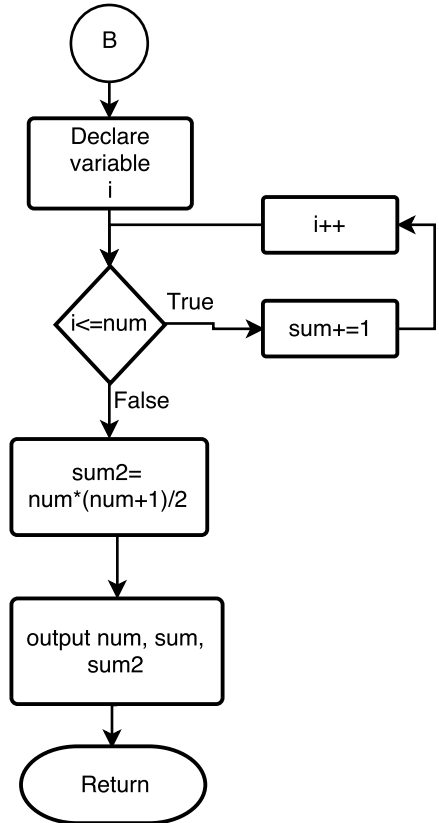 B
Declare
variable
i
i++
i<=num
True
sum+=1
False
sum2=
num*(num+1)/2
output num, sum,
sum2
Return